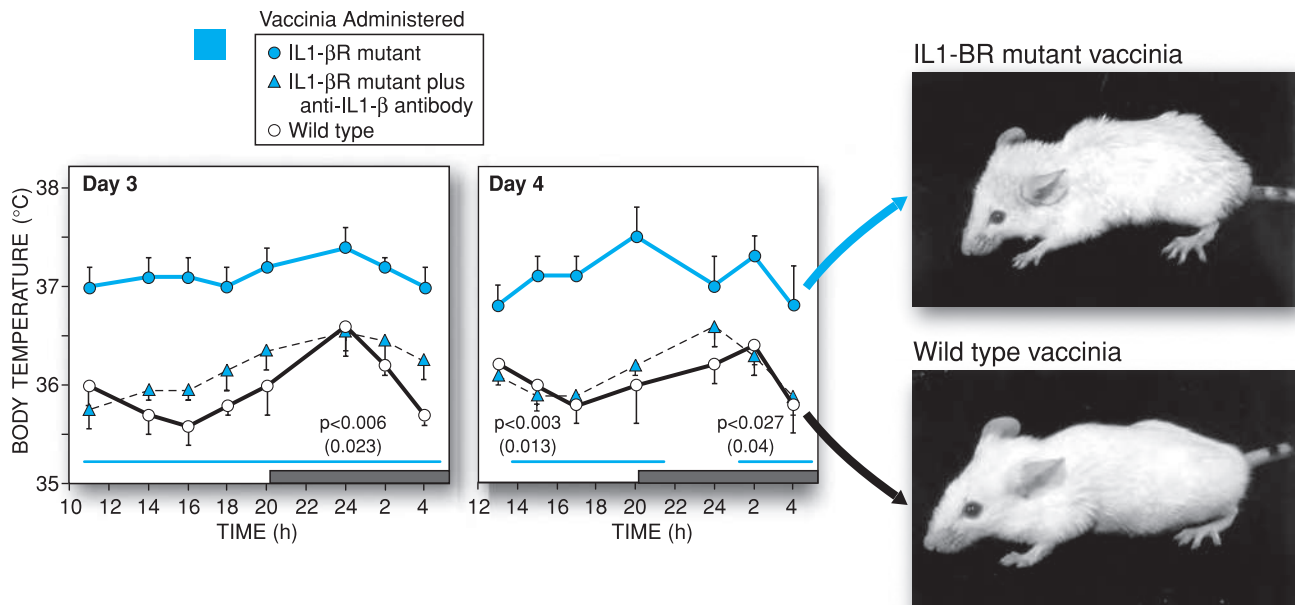 Vaccinia Administered
IL1-βR mutant
IL1-βR mutant plus
anti-IL1-β antibody
Wild type
IL1-BR mutant vaccinia
Wild type vaccinia
BODY TEMPERATURE (°C)
38
37
36
35
Day 3
p<0.006
(0.023)
10 12 14 16 18 20 22 24 2 4
TIME (h)
Day 4
p<0.003
(0.013)
p<0.027
(0.04)
12 14 16 18 20 22 24 2 4
TIME (h)